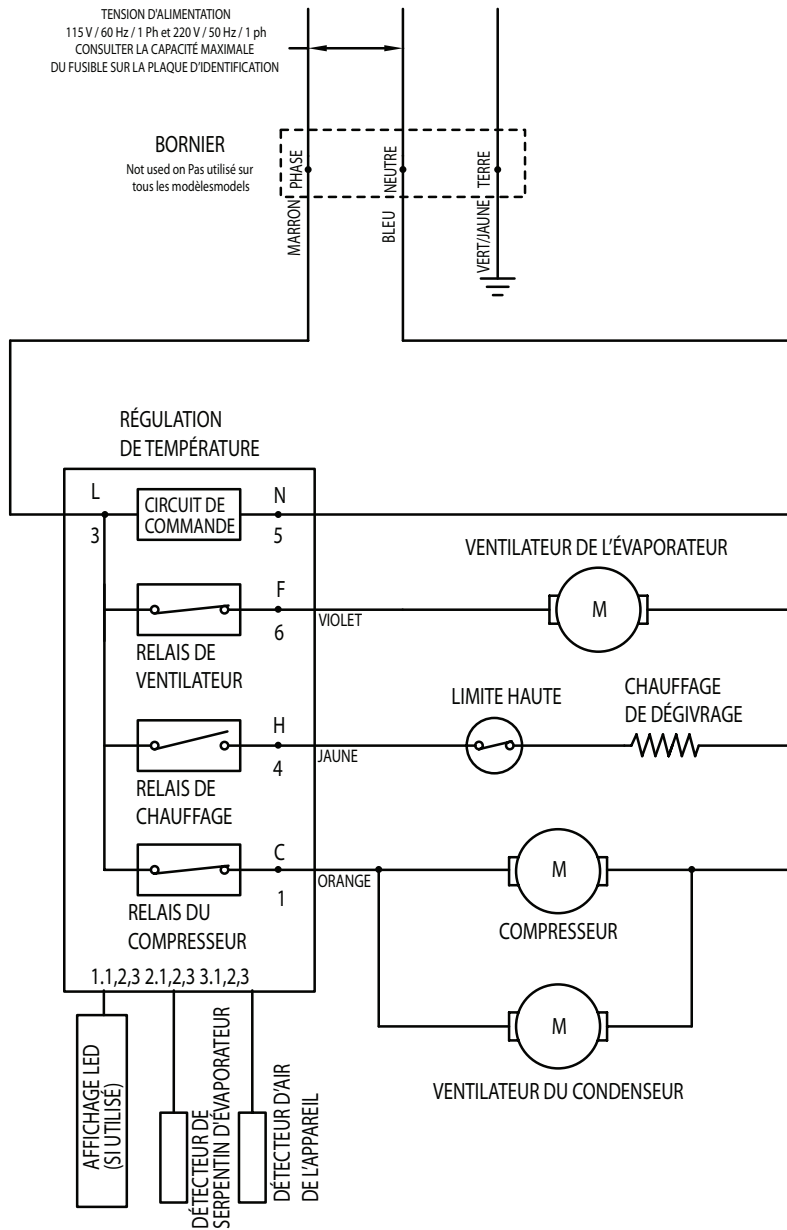 TENSION D'ALIMENTATION
115 V / 60 Hz / 1 Ph et 220 V / 50 Hz / 1 ph
CONSULTER LA CAPACITÉ MAXIMALE
DU FUSIBLE SUR LA PLAQUE D'IDENTIFICATION
BORNIER
Not used on Pas utilisé sur
tous les modèlesmodels
PHASE
NEUTRE
TERRE
MARRON
BLEU
VERT/JAUNE
RÉGULATION
DE TEMPÉRATURE
L
CIRCUIT DE
COMMANDE
N
3
5
VENTILATEUR DE L'ÉVAPORATEUR
F
6
VIOLET
M
RELAIS DE
VENTILATEUR
LIMITE HAUTE
CHAUFFAGE
DE DÉGIVRAGE
H
4
JAUNE
RELAIS DE
CHAUFFAGE
C
1
ORANGE
M
COMPRESSEUR
RELAIS DU
COMPRESSEUR
1.1,2,3 2.1,2,3 3.1,2,3
M
VENTILATEUR DU CONDENSEUR
AFFICHAGE LED
(SI UTILISÉ)
DÉTECTEUR DE
SERPENTIN D'ÉVAPORATEUR
DÉTECTEUR D'AIR
DE L'APPAREIL